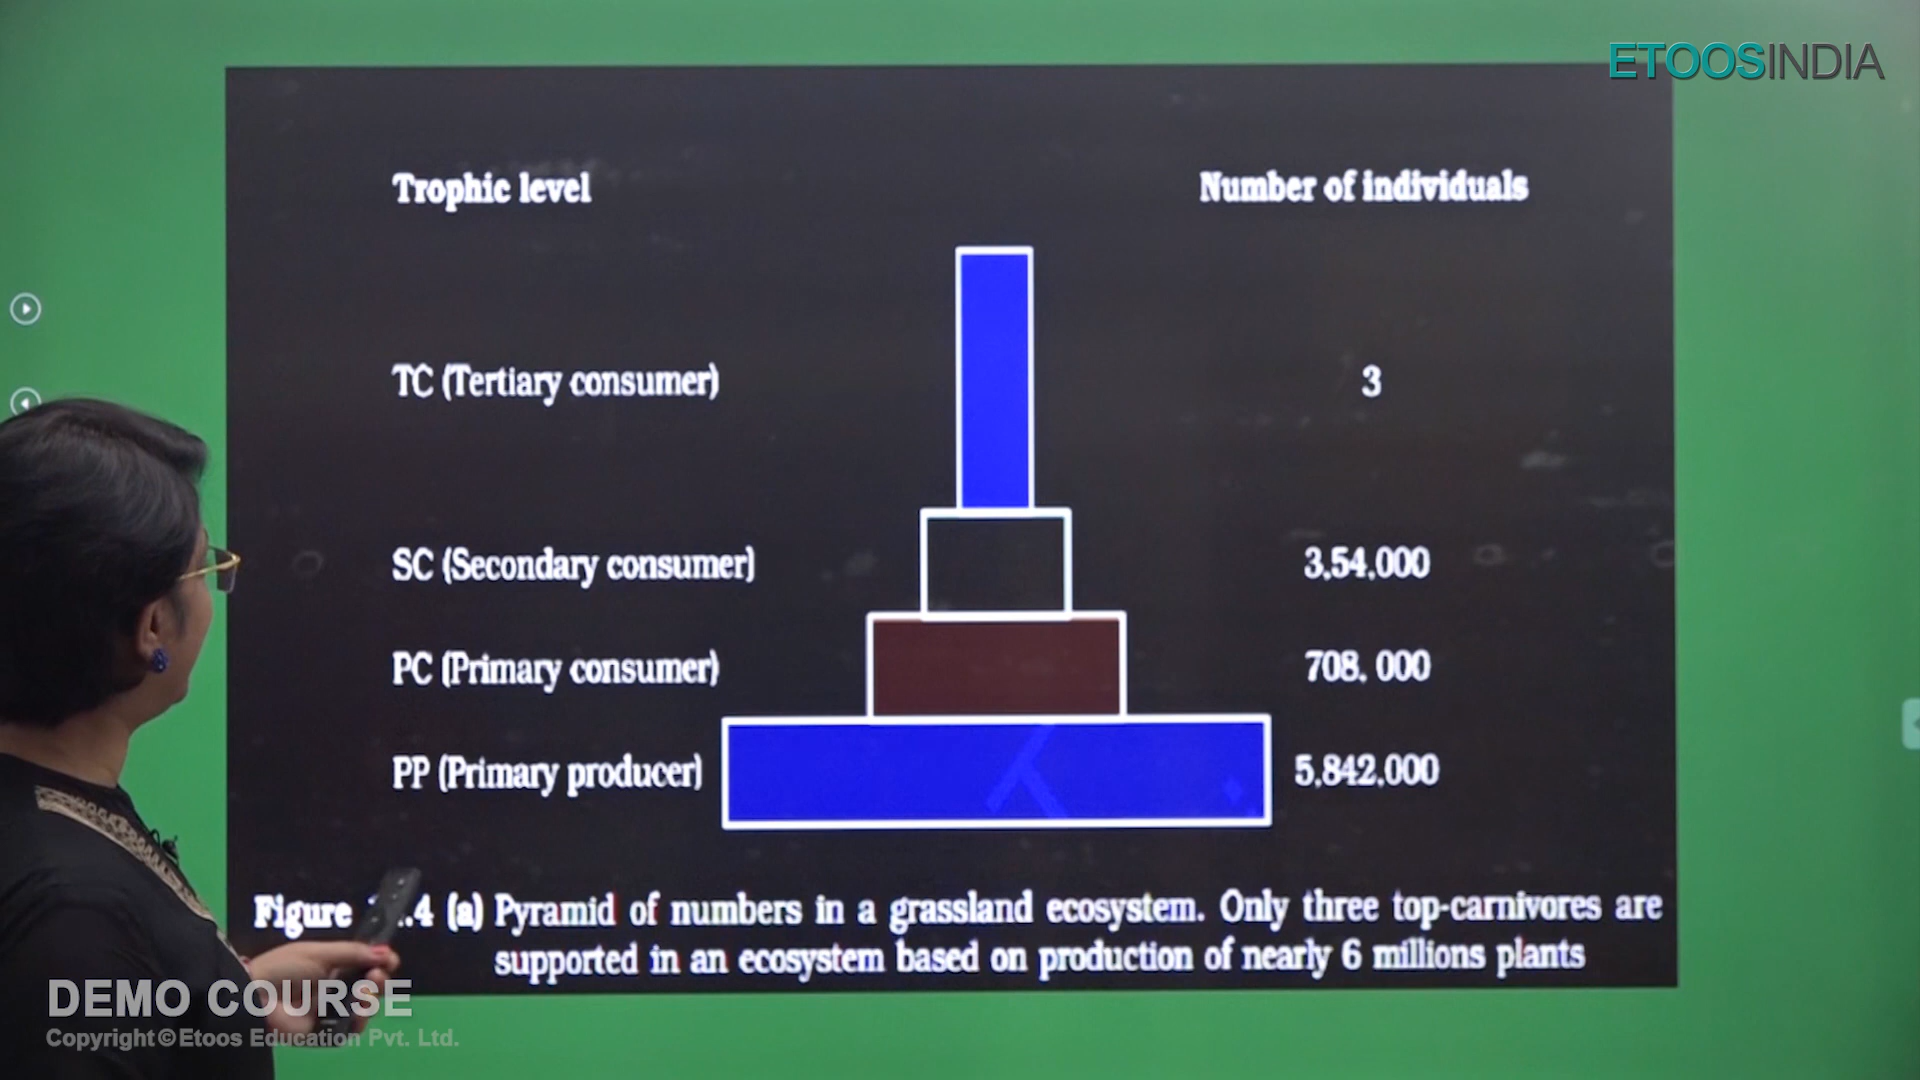 ETOOSINDIA
Trophic level
Number of individuals
TC (Tertiary consumer)
3
SC (Secondary consumer)
3,54,000
PC (Primary consumer)
708, 000
PP (Primary producer)
5,842,000
Figure .4 (a) Pyramid of numbers in a grassland ecosystem. Only three top-carnivores are
supported in an ecosystem based on production of nearly 6 millions plants
DEMO COURSE
Copyright©Etoos Education Pvt. Ltd.